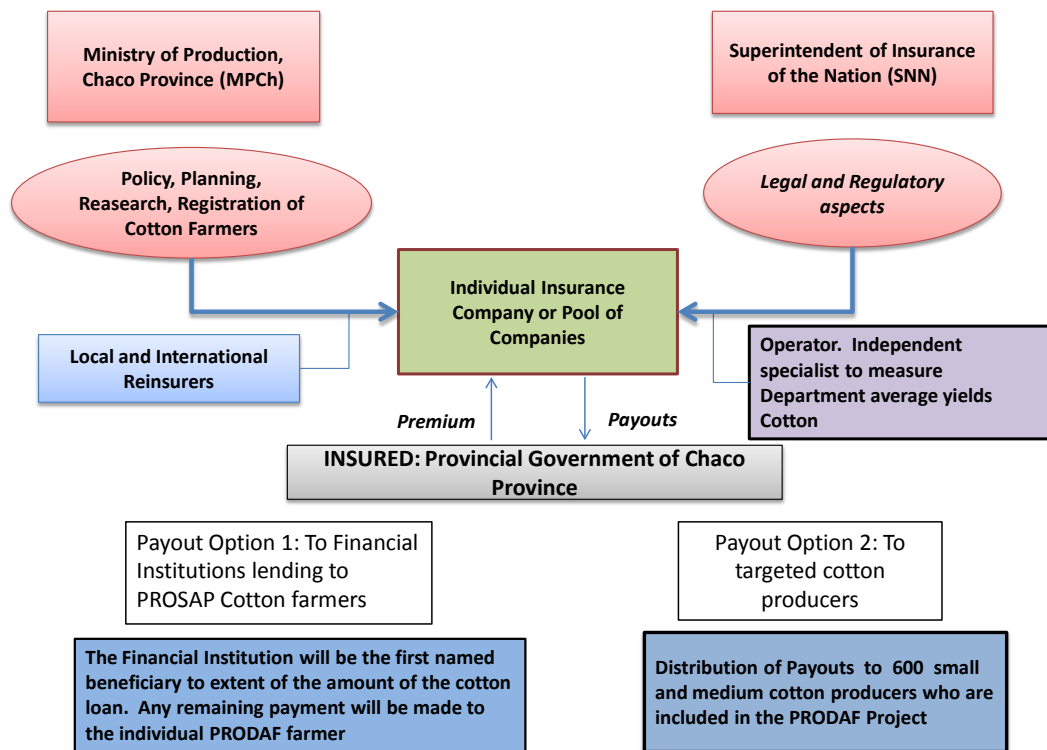 Ministry of Production,
Chaco Province (MPCh)
Superintendent of Insurance
of the Nation (SNN)
Policy, Planning,
Reasearch, Registration of
Cotton Farmers
Legal and Regulatory
aspects
Individual Insurance
Company or Pool of
Companies
Local and International
Reinsurers
Operator.  Independent
specialist to measure
Department average yields
Cotton
Premium
Payouts
INSURED: Provincial Government of Chaco
Province
Payout Option 1: To Financial
Institutions lending to
PROSAP Cotton farmers
Payout Option 2: To
targeted cotton
producers
The Financial Institution will be the first named
beneficiary to extent of the amount of the cotton
loan.  Any remaining payment will be made to
the individual PRODAF farmer
Distribution of Payouts to 600  small
and medium cotton producers who are
included in the PRODAF Project